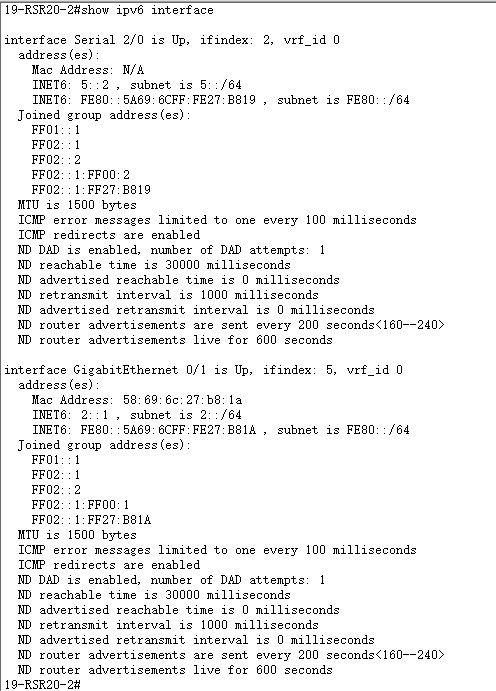 19-RSR20-2#show ipv6 interface
interface Serial 2/0 is Up, ifindex: 2, vrf_id 0
address(es):
Mac Address: N/A
INET6: 5::2 , subnet is 5::/64
INET6: FE80::5A69:6CFF:FE27:B819 , subnet is FE80::/64
Joined group address(es):
FF01::1
FF02::1
FF02::2
FF02::1:FF00:2
FF02::1:FF27:B819
MTU is 1500 bytes
ICMP error messages limited to one every 100 milliseconds
ICMP redirects are enabled
ND DAD is enabled, number of DAD attempts: 1
ND reachable time is 30000 milliseconds
ND advertised reachable time is 0 milliseconds
ND retransmit interval is 1000 milliseconds
ND advertised retransmit interval is 0 milliseconds
ND router advertisements are sent every 200 seconds<160--240>
ND router advertisements live for 600 seconds
interface GigabitEthernet 0/1 is Up, ifindex: 5, vrf_id 0
address(es):
Mac Address: 58:69:6c:27:b8:1a
INET6: 2::1 , subnet is 2::/64
INET6: FE80::5A69:6CFF:FE27:B81A , subnet is FE80::/64
Joined group address(es):
FF01::1
FF02::1
FF02::2
FF02::1:FF00:1
FF02::1:FF27:B81A
MTU is 1500 bytes
ICMP error messages limited to one every 100 milliseconds
ICMP redirects are enabled
ND DAD is enabled, number of DAD attempts: 1
ND reachable time is 30000 milliseconds
ND advertised reachable time is 0 milliseconds
ND retransmit interval is 1000 milliseconds
ND advertised retransmit interval is 0 milliseconds
ND router advertisements are sent every 200 seconds<160--240>
ND router advertisements live for 600 seconds
19-RSR20-2#